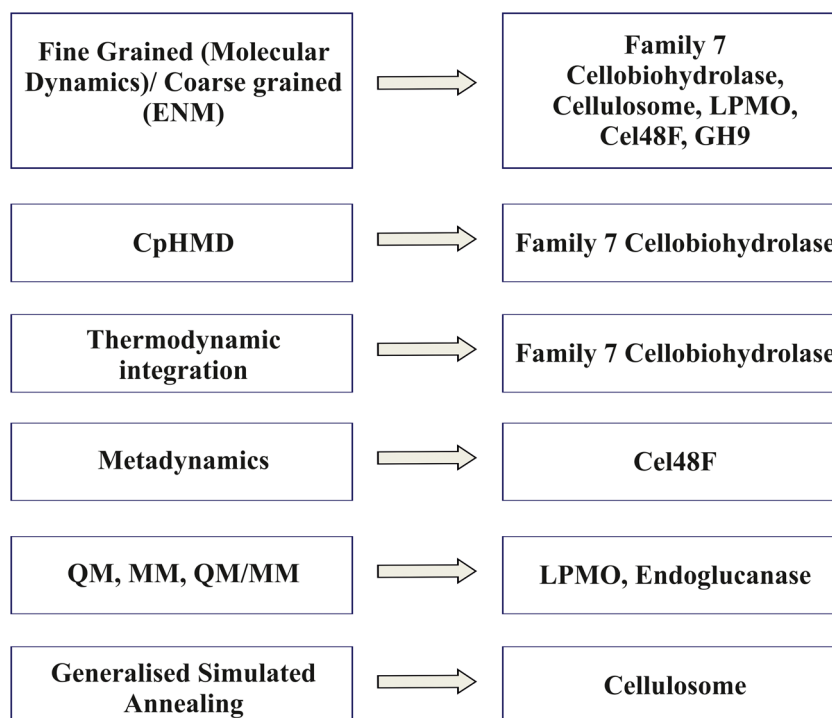 Fine Grained (Molecular
Dynamics)/ Coarse grained
(ENM)
Family 7
Cellobiohydrolase,
Cellulosome, LPMO,
Cel48F, GH9
CpHMD
Family 7 Cellobiohydrolase
Thermodynamic
integration
Family 7 Cellobiohydrolase
Metadynamics
Cel48F
QM, MM, QM/MM
LPMO, Endoglucanase
Generalised Simulated
Annealing
Cellulosome